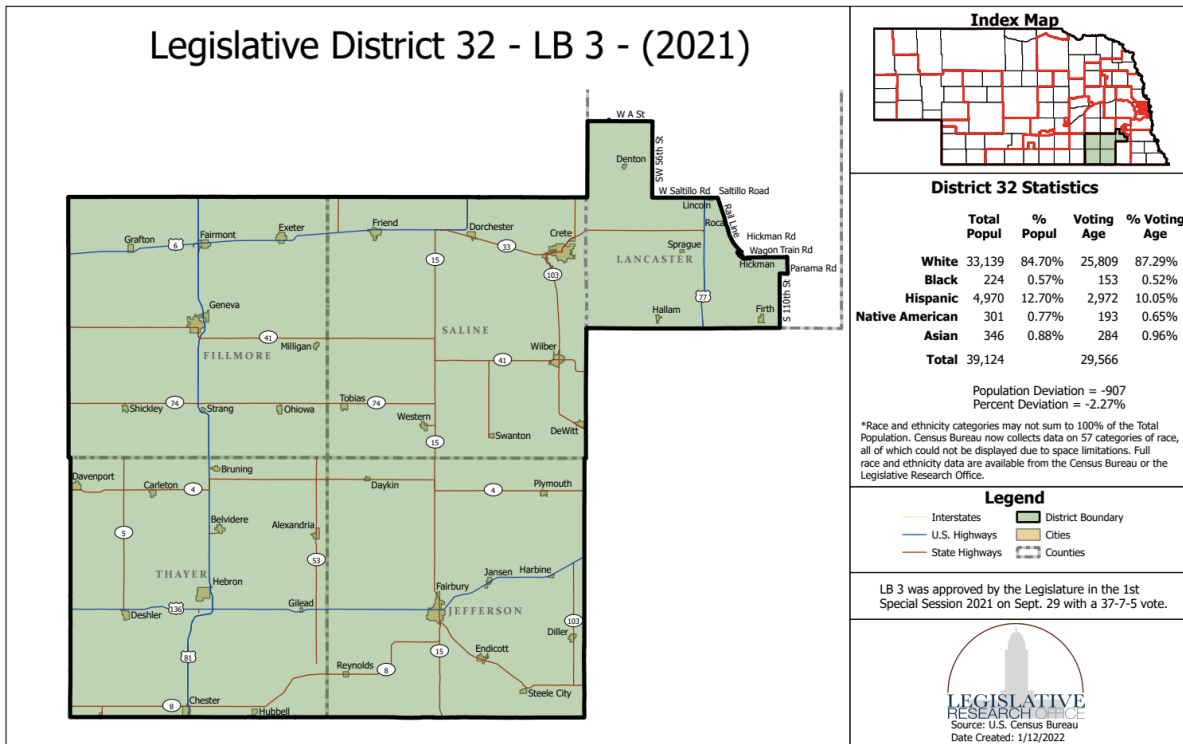 Legislative District 32 - LB 3 - (2021)
W A St
SW 56th St
Denton
W Saltillo Rd
Saltillo Road
Lincoln
Rail Line
Roca
Hickman Rd
Wagon Train Rd
Hickman
Panama Rd
S 110th St
Sprague
LANCASTER
77
Hallam
Firth
Grafton
6
Fairmont
Exeter
Friend
Dorchester
Crete
33
15
103
Geneva
41
FILLMORE
Milligan
SALINE
41
Wilber
Shickley
74
Strang
Ohiowa
Tobias
74
Western
15
Swanton
DeWitt
Davenport
Bruning
Carleton
4
Daykin
4
Plymouth
5
Belvidere
Alexandria
53
THAYER
Hebron
Fairbury
Jansen
Harbine
Deshler
136
Gilead
JEFFERSON
103
Diller
81
15
Endicott
Reynolds
8
Steele City
8
Chester
Hubbell
Index Map
District 32 Statistics
Total Popul % Popul Voting Age % Voting Age
White 33,139 84.70% 25,809 87.29%
Black 224 0.57% 153 0.52%
Hispanic 4,970 12.70% 2,972 10.05%
Native American 301 0.77% 193 0.65%
Asian 346 0.88% 284 0.96%
Total 39,124 29,566
Population Deviation = -907
Percent Deviation = -2.27%
*Race and ethnicity categories may not sum to 100% of the Total
Population. Census Bureau now collects data on 57 categories of race,
all of which could not be displayed due to space limitations. Full
race and ethnicity data are available from the Census Bureau or the
Legislative Research Office.
Legend
Interstates
District Boundary
U.S. Highways
Cities
State Highways
Counties
LB 3 was approved by the Legislature in the 1st
Special Session 2021 on Sept. 29 with a 37-7-5 vote.
LEGISLATIVE
RESEARCH OFFICE
Source: U.S. Census Bureau
Date Created: 1/12/2022